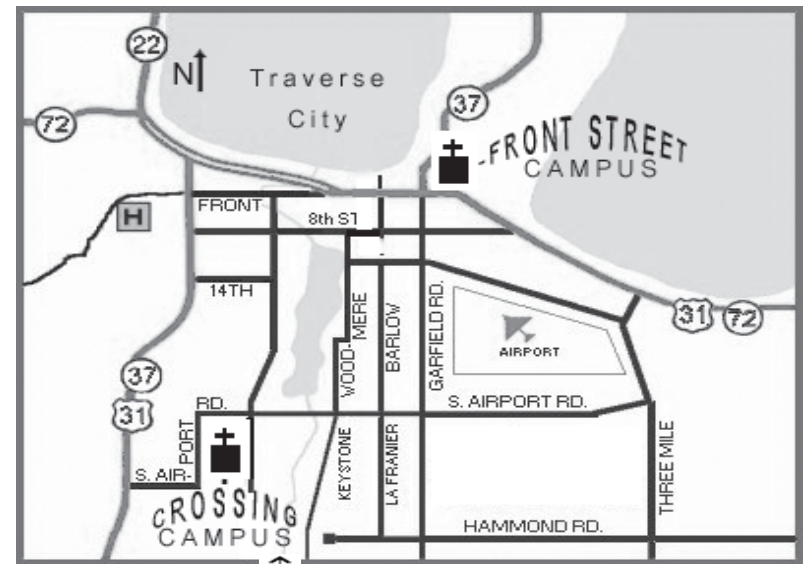 22
N
Traverse
City
37
72
FRONT STREET
CAMPUS
H
FRONT
8th ST
14TH
WOOD-
MERE
BARLOW
GARFIELD RD.
AIRPORT
31 72
37
31
RD.
S. AIRPORT RD.
S. AIR-
PORT
KEYSTONE
LA FRANIER
THREE MILE
CROSSING
CAMPUS
HAMMOND RD.